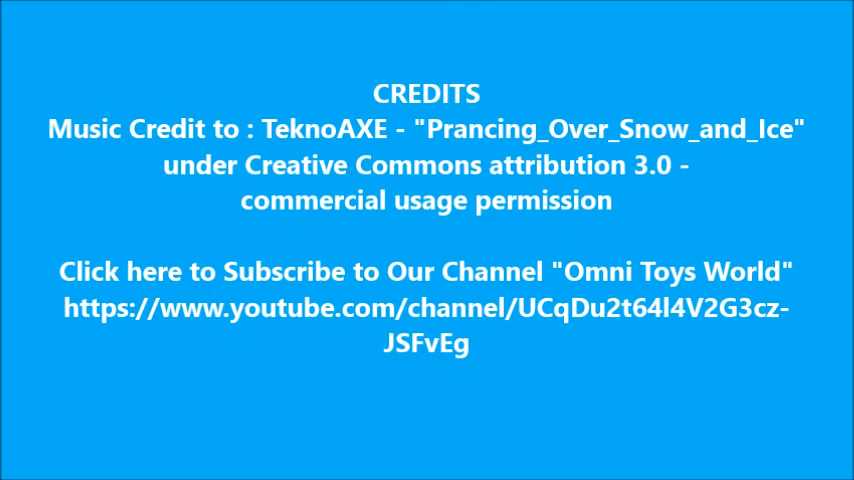 CREDITS
Music Credit to : TeknoAXE - "Prancing_Over_Snow_and_Ice"
under Creative Commons attribution 3.0 -
commercial usage permission
Click here to Subscribe to Our Channel "Omni Toys World"
https://www.youtube.com/channel/UCqDu2t64l4V2G3cz-
JSFvEg